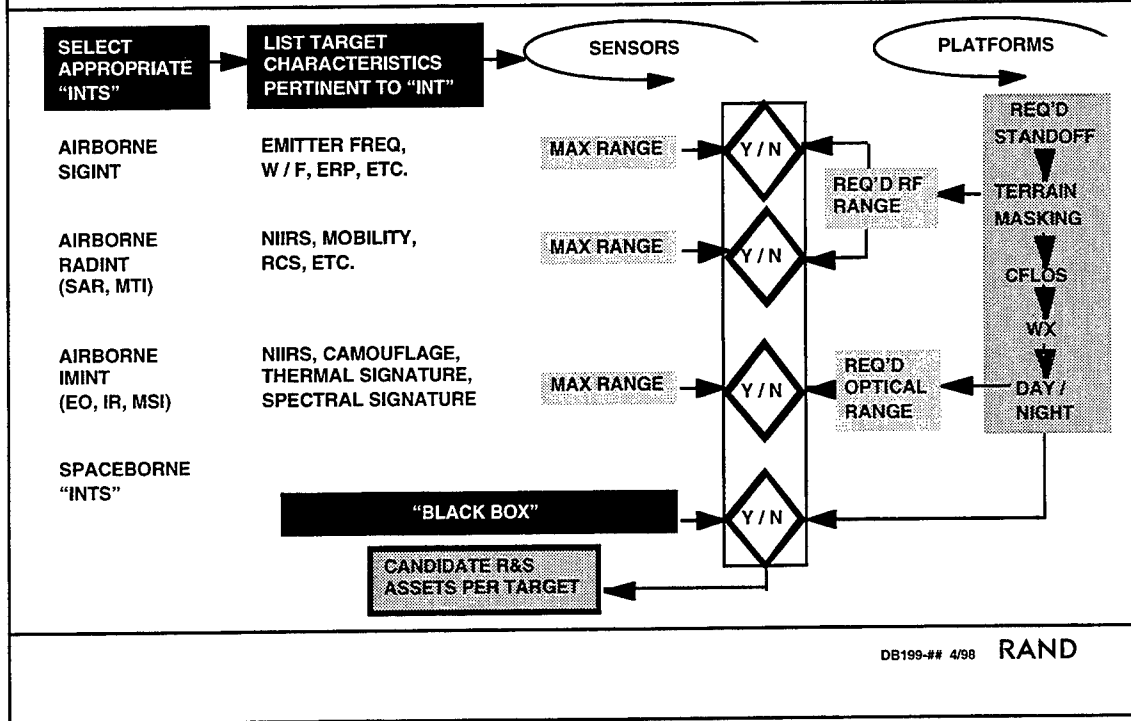 SELECT
APPROPRIATE
“INTS”
LIST TARGET
CHARACTERISTICS
PERTINENT TO “INT”
SENSORS
PLATFORMS
AIRBORNE
SIGINT
EMITTER FREQ,
W / F, ERP, ETC.
MAX RANGE
Y / N
REQ'D RF
RANGE
REQ'D
STANDOFF
TERRAIN
MASKING
CFLOS
WX
DAY /
NIGHT
AIRBORNE
RADINT
(SAR, MTI)
NIIRS, MOBILITY,
RCS, ETC.
MAX RANGE
Y / N
AIRBORNE
IMINT
(EO, IR, MSI)
NIIRS, CAMOUFLAGE,
THERMAL SIGNATURE,
SPECTRAL SIGNATURE
MAX RANGE
Y / N
REQ'D
OPTICAL
RANGE
SPACEBORNE
“INTS”
“BLACK BOX”
Y / N
CANDIDATE R&S
ASSETS PER TARGET
DB199-## 4/98 RAND